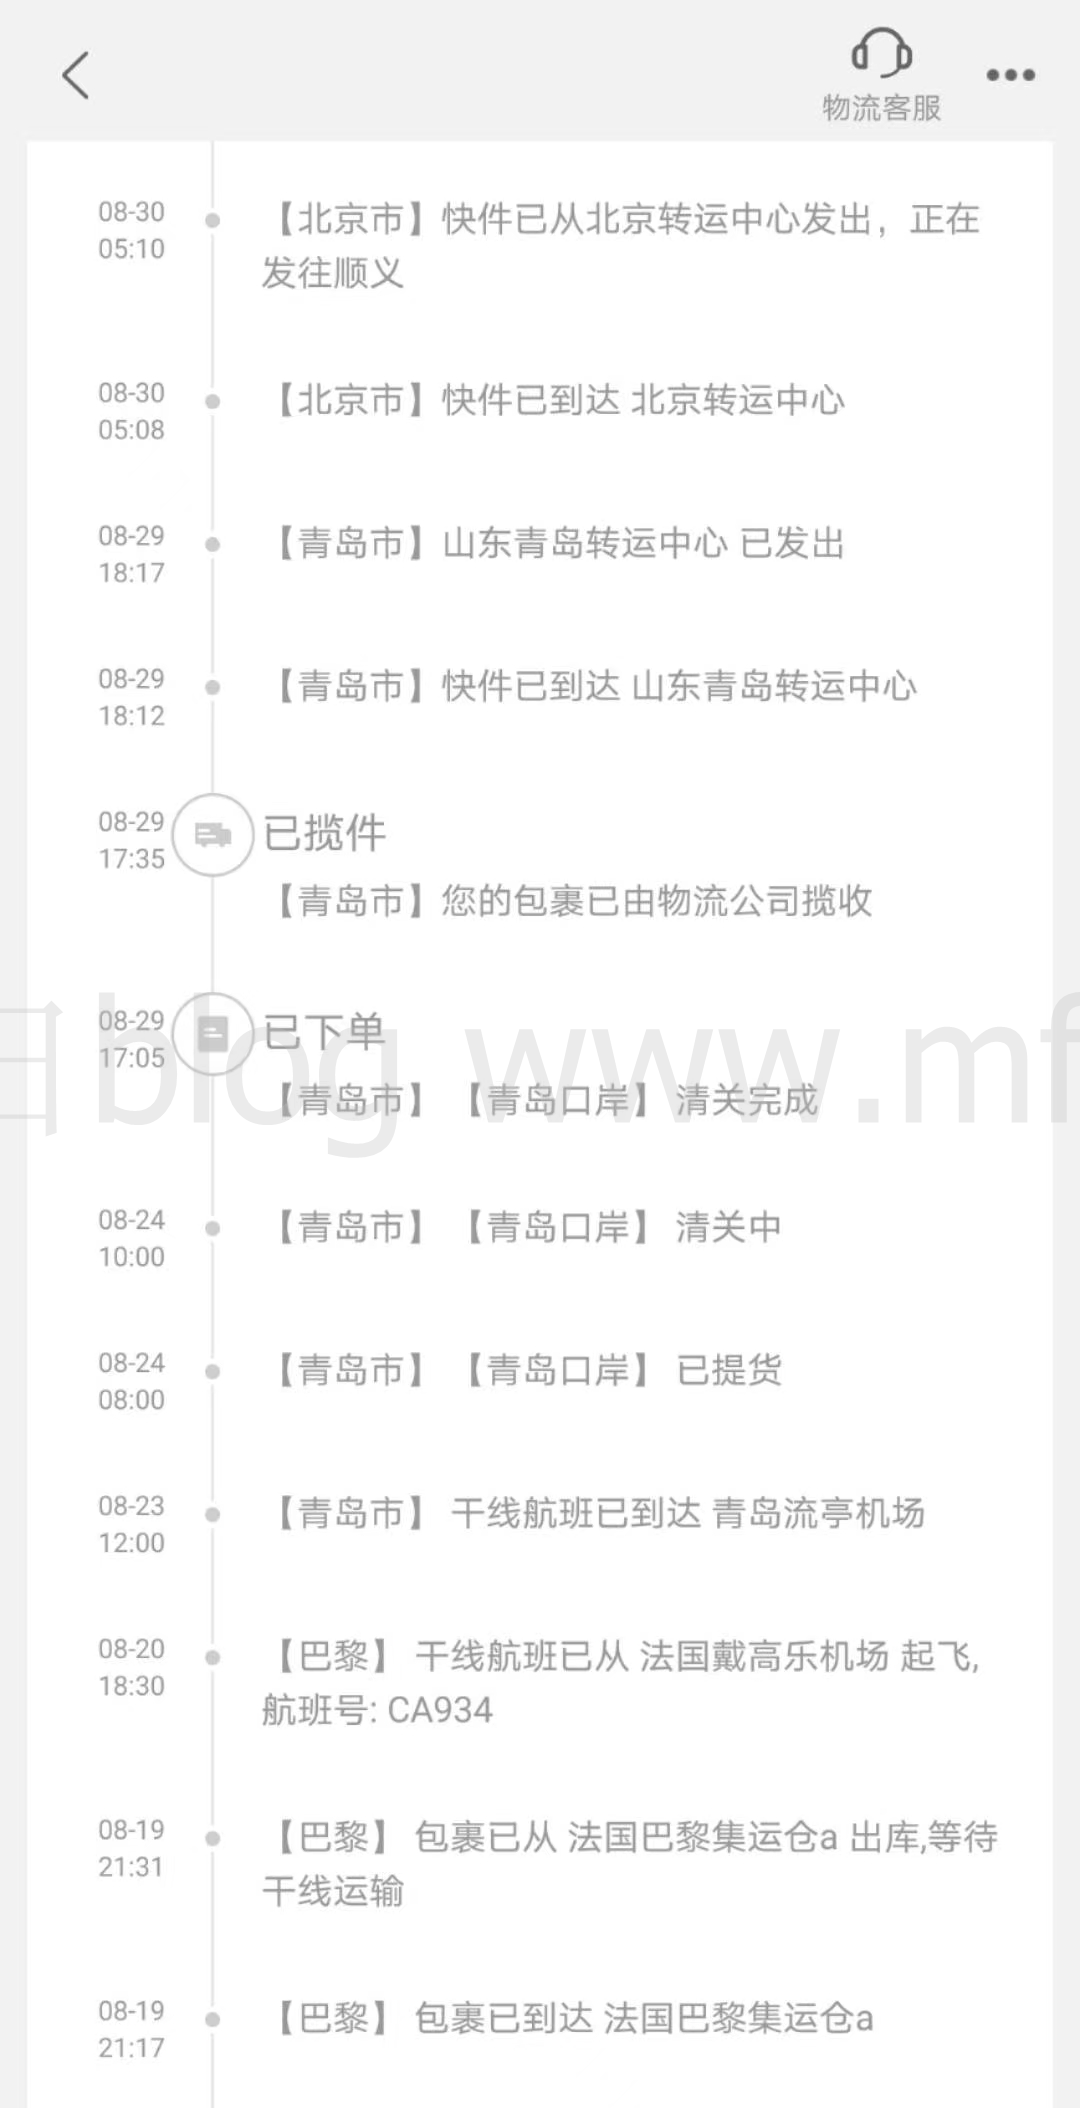 物流客服
08-30
05:10
【北京市】快件已从北京转运中心发出，正在
发往顺义
08-30
05:08
【北京市】快件已到达 北京转运中心
08-29
18:17
【青岛市】山东青岛转运中心 已发出
08-29
18:12
【青岛市】快件已到达 山东青岛转运中心
08-29
17:35
已揽件
【青岛市】您的包裹已由物流公司揽收
08-29
17:05
已下单
【青岛市】 【青岛口岸】 清关完成
blog www.mf
08-24
10:00
【青岛市】 【青岛口岸】 清关中
08-24
08:00
【青岛市】 【青岛口岸】 已提货
08-23
12:00
【青岛市】 干线航班已到达 青岛流亭机场
08-20
18:30
【巴黎】 干线航班已从 法国戴高乐机场 起飞,
航班号: CA934
08-19
21:31
【巴黎】 包裹已从 法国巴黎集运仓a 出库,等待
干线运输
08-19
21:17
【巴黎】 包裹已到达 法国巴黎集运仓a